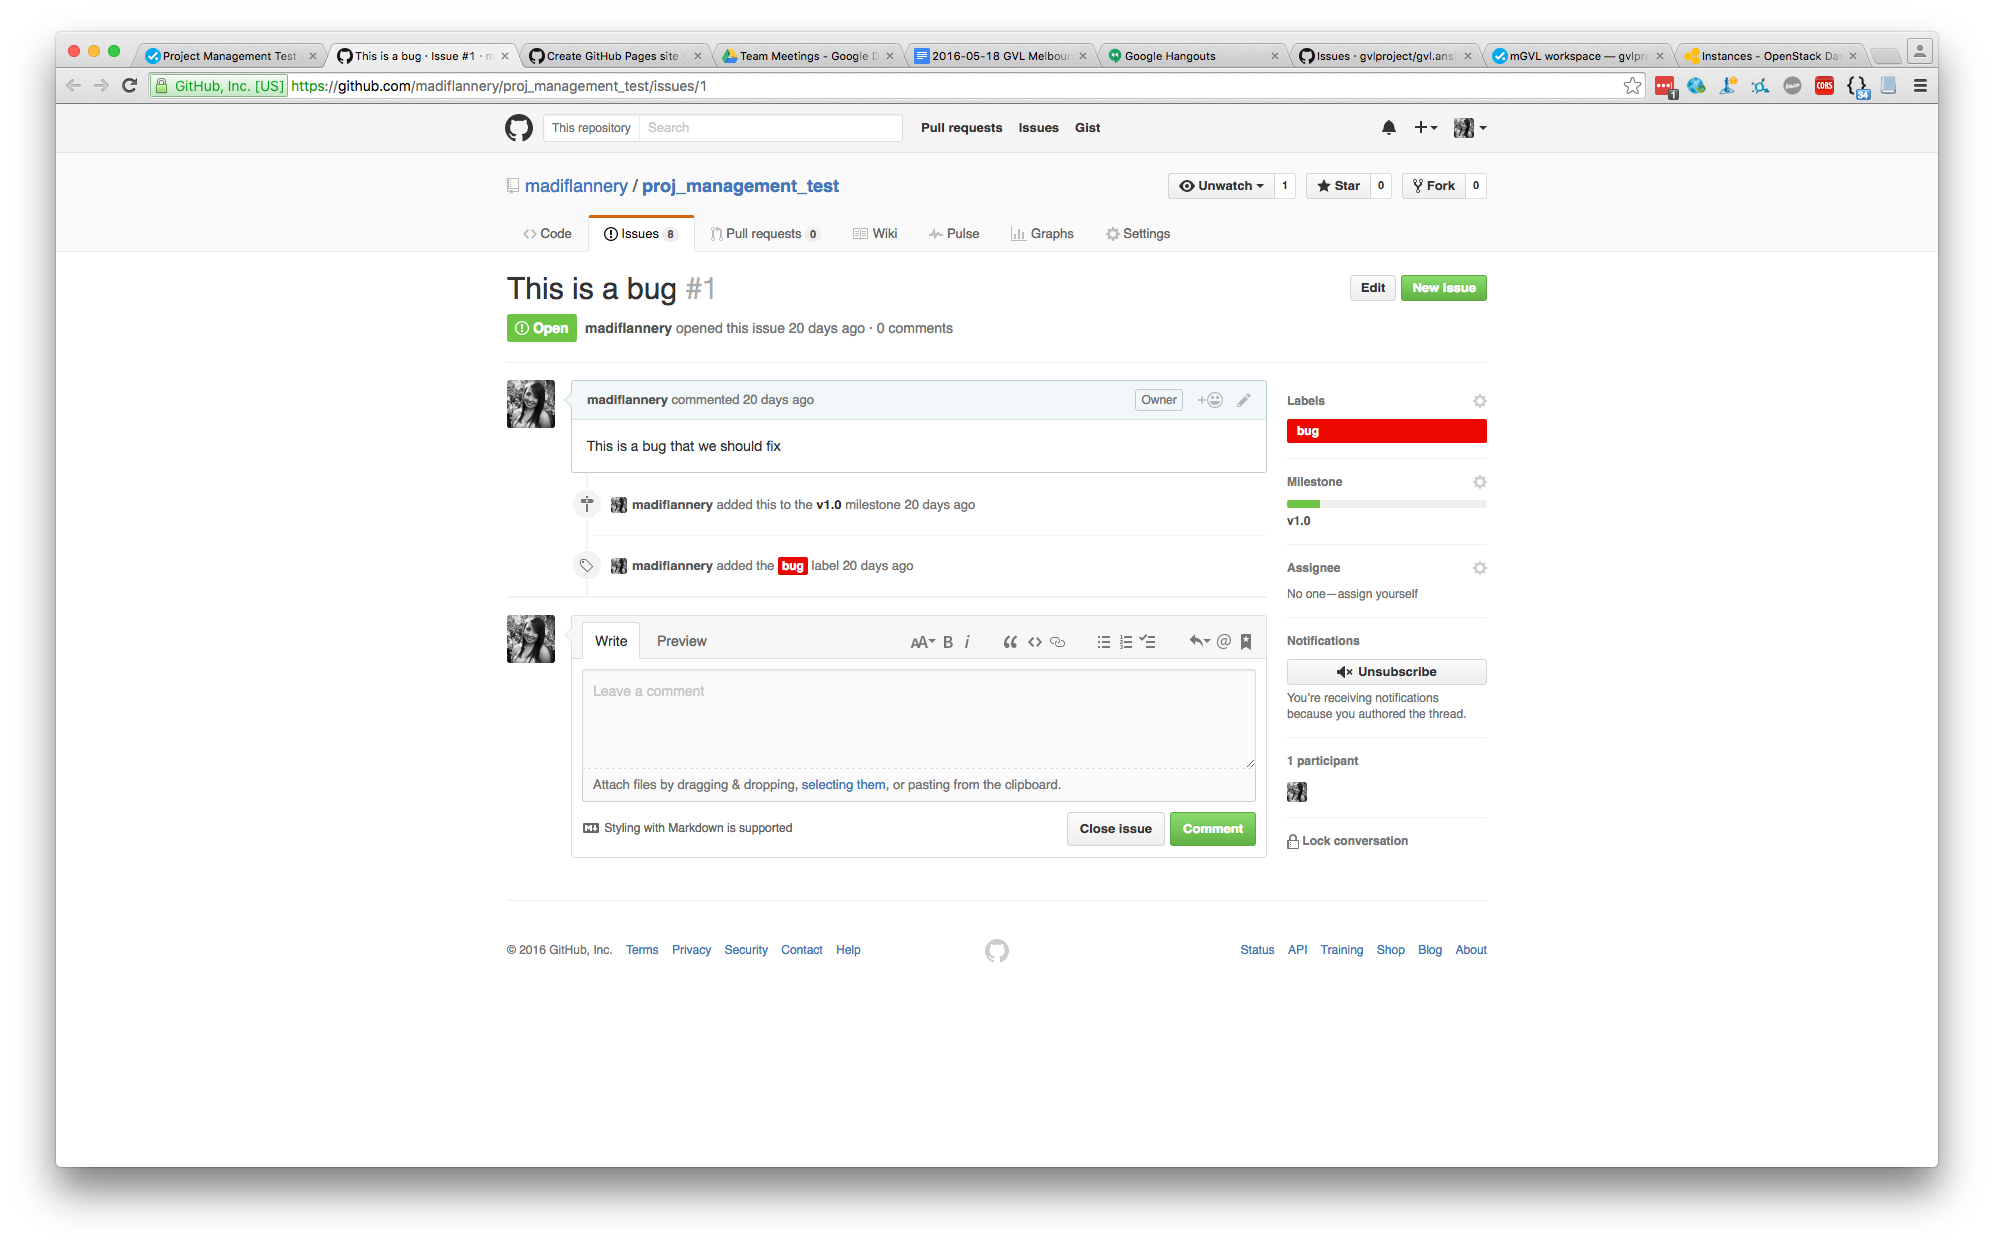 Project Management Test
This is a bug · Issue #1 · m
Create GitHub Pages site
Team Meetings - Google D
2016-05-18 GVL Melbour
Google Hangouts
Issues · gvlproject/gvl.ansi
mGVL workspace — gvlpro
Instances - OpenStack Da
GitHub, Inc. [US] https://github.com/madiflannery/proj_management_test/issues/1
1
CORS
34
This repository Search Pull requests Issues Gist
madiflannery / proj_management_test
Unwatch 1 Star 0 Fork 0
Code Issues 8 Pull requests 0 Wiki Pulse Graphs Settings
This is a bug #1
Edit New issue
Open madiflannery opened this issue 20 days ago · 0 comments
madiflannery commented 20 days ago Owner
This is a bug that we should fix
madiflannery added this to the v1.0 milestone 20 days ago
madiflannery added the bug label 20 days ago
Write Preview AA B i
Leave a comment
Attach files by dragging & dropping, selecting them, or pasting from the clipboard.
Styling with Markdown is supported
Close issue Comment
Labels
bug
Milestone
v1.0
Assignee
No one—assign yourself
Notifications
Unsubscribe
You're receiving notifications
because you authored the thread.
1 participant
Lock conversation
© 2016 GitHub, Inc. Terms Privacy Security Contact Help
Status API Training Shop Blog About